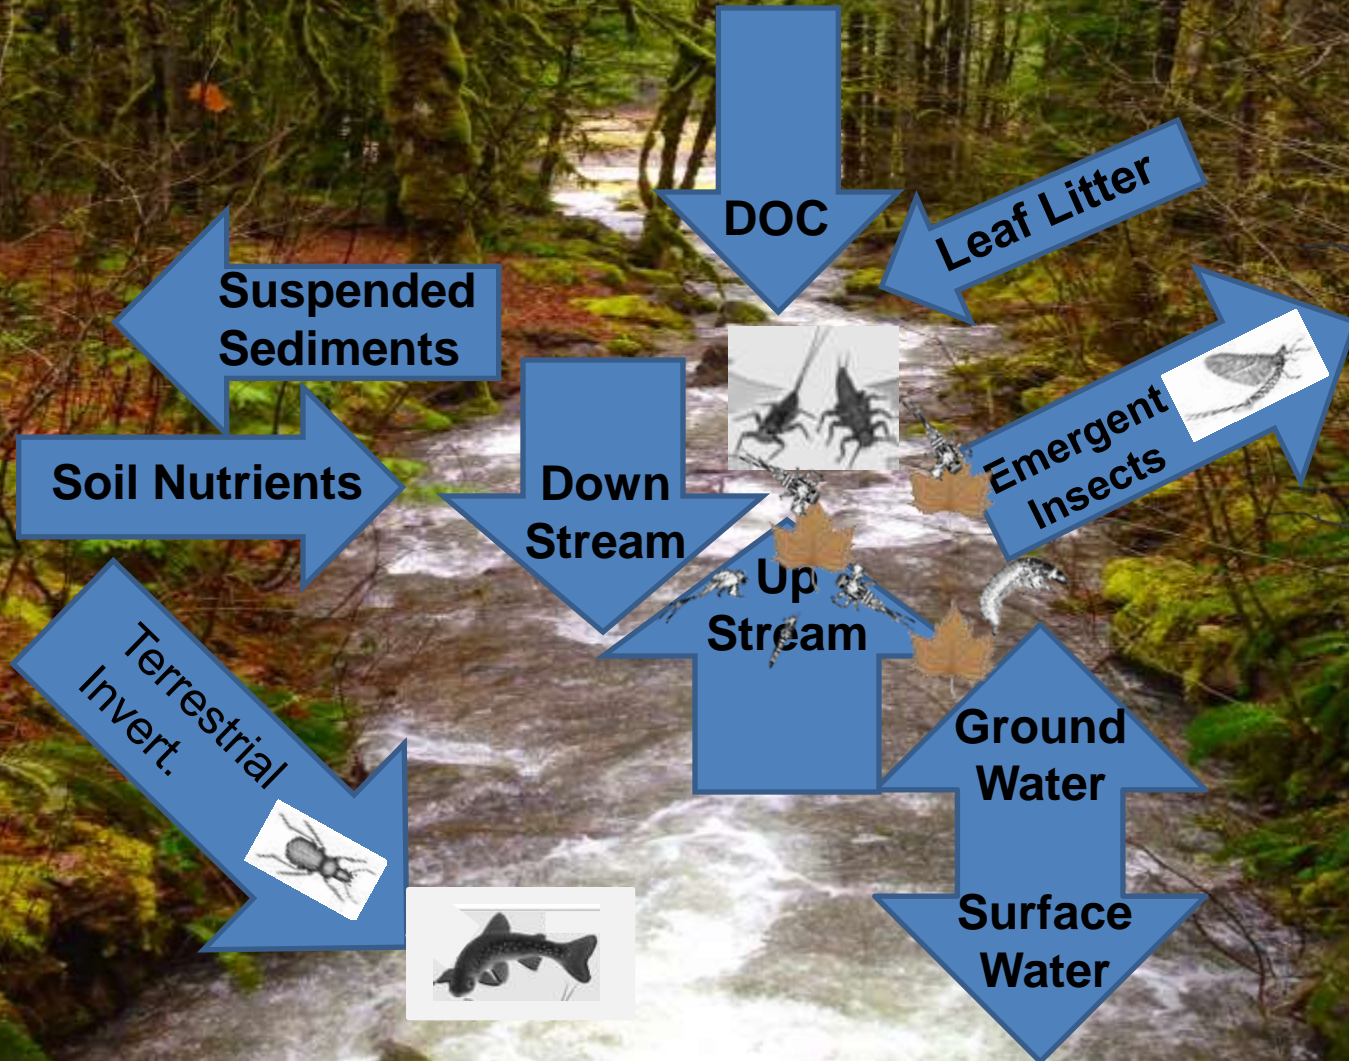 DOC
Leaf Litter
Suspended
Sediments
Emergent
Insects
Soil Nutrients
Down
Stream
Up
Stream
Terrestrial
Invert.
Ground
Water
Surface
Water